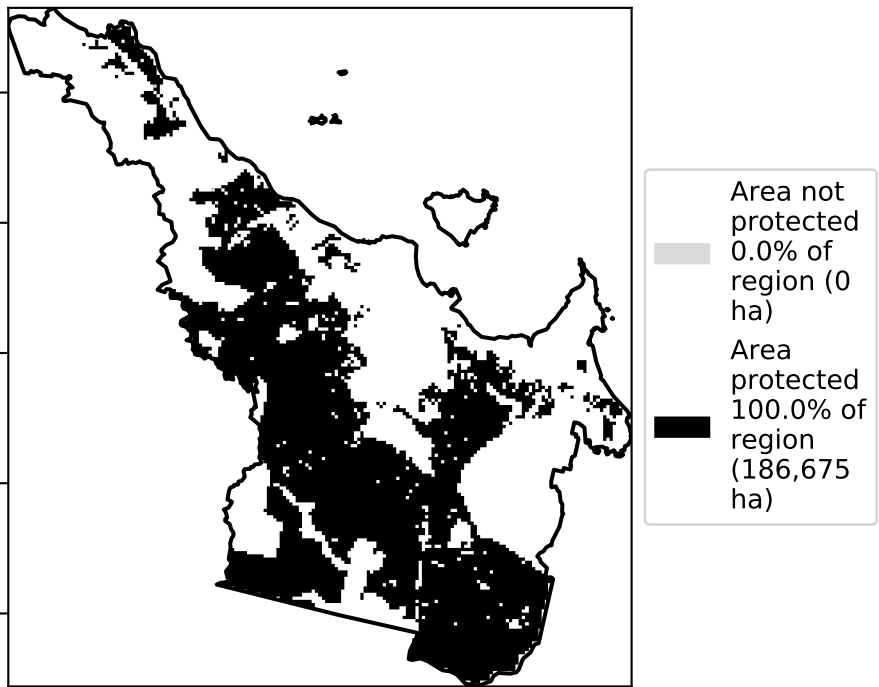 Area not
protected
0.0% of
region (0
ha)
Area
protected
100.0% of
region
(186,675
ha)